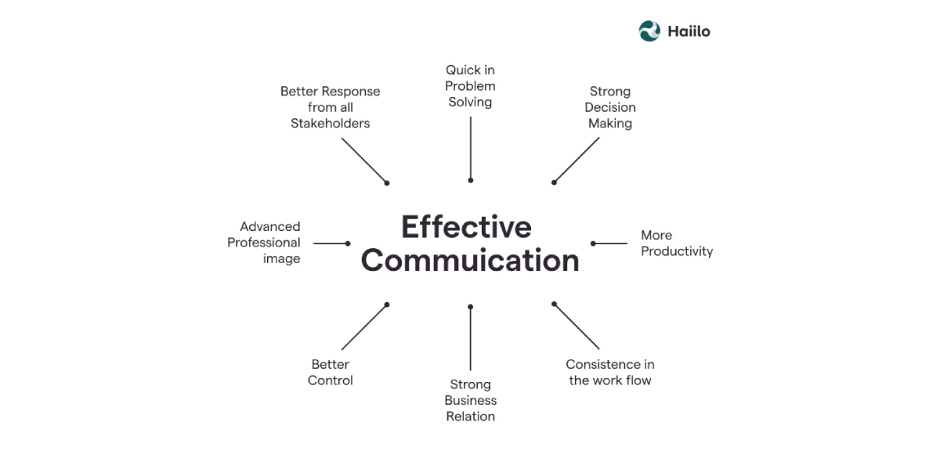 Haiilo
Quick in
Problem
Solving
Better Response
from all
Stakeholders
Strong
Decision
Making
Effective
Commuication
Advanced
Professional
image
More
Productivity
Better
Control
Strong
Business
Relation
Consistence in
the work flow